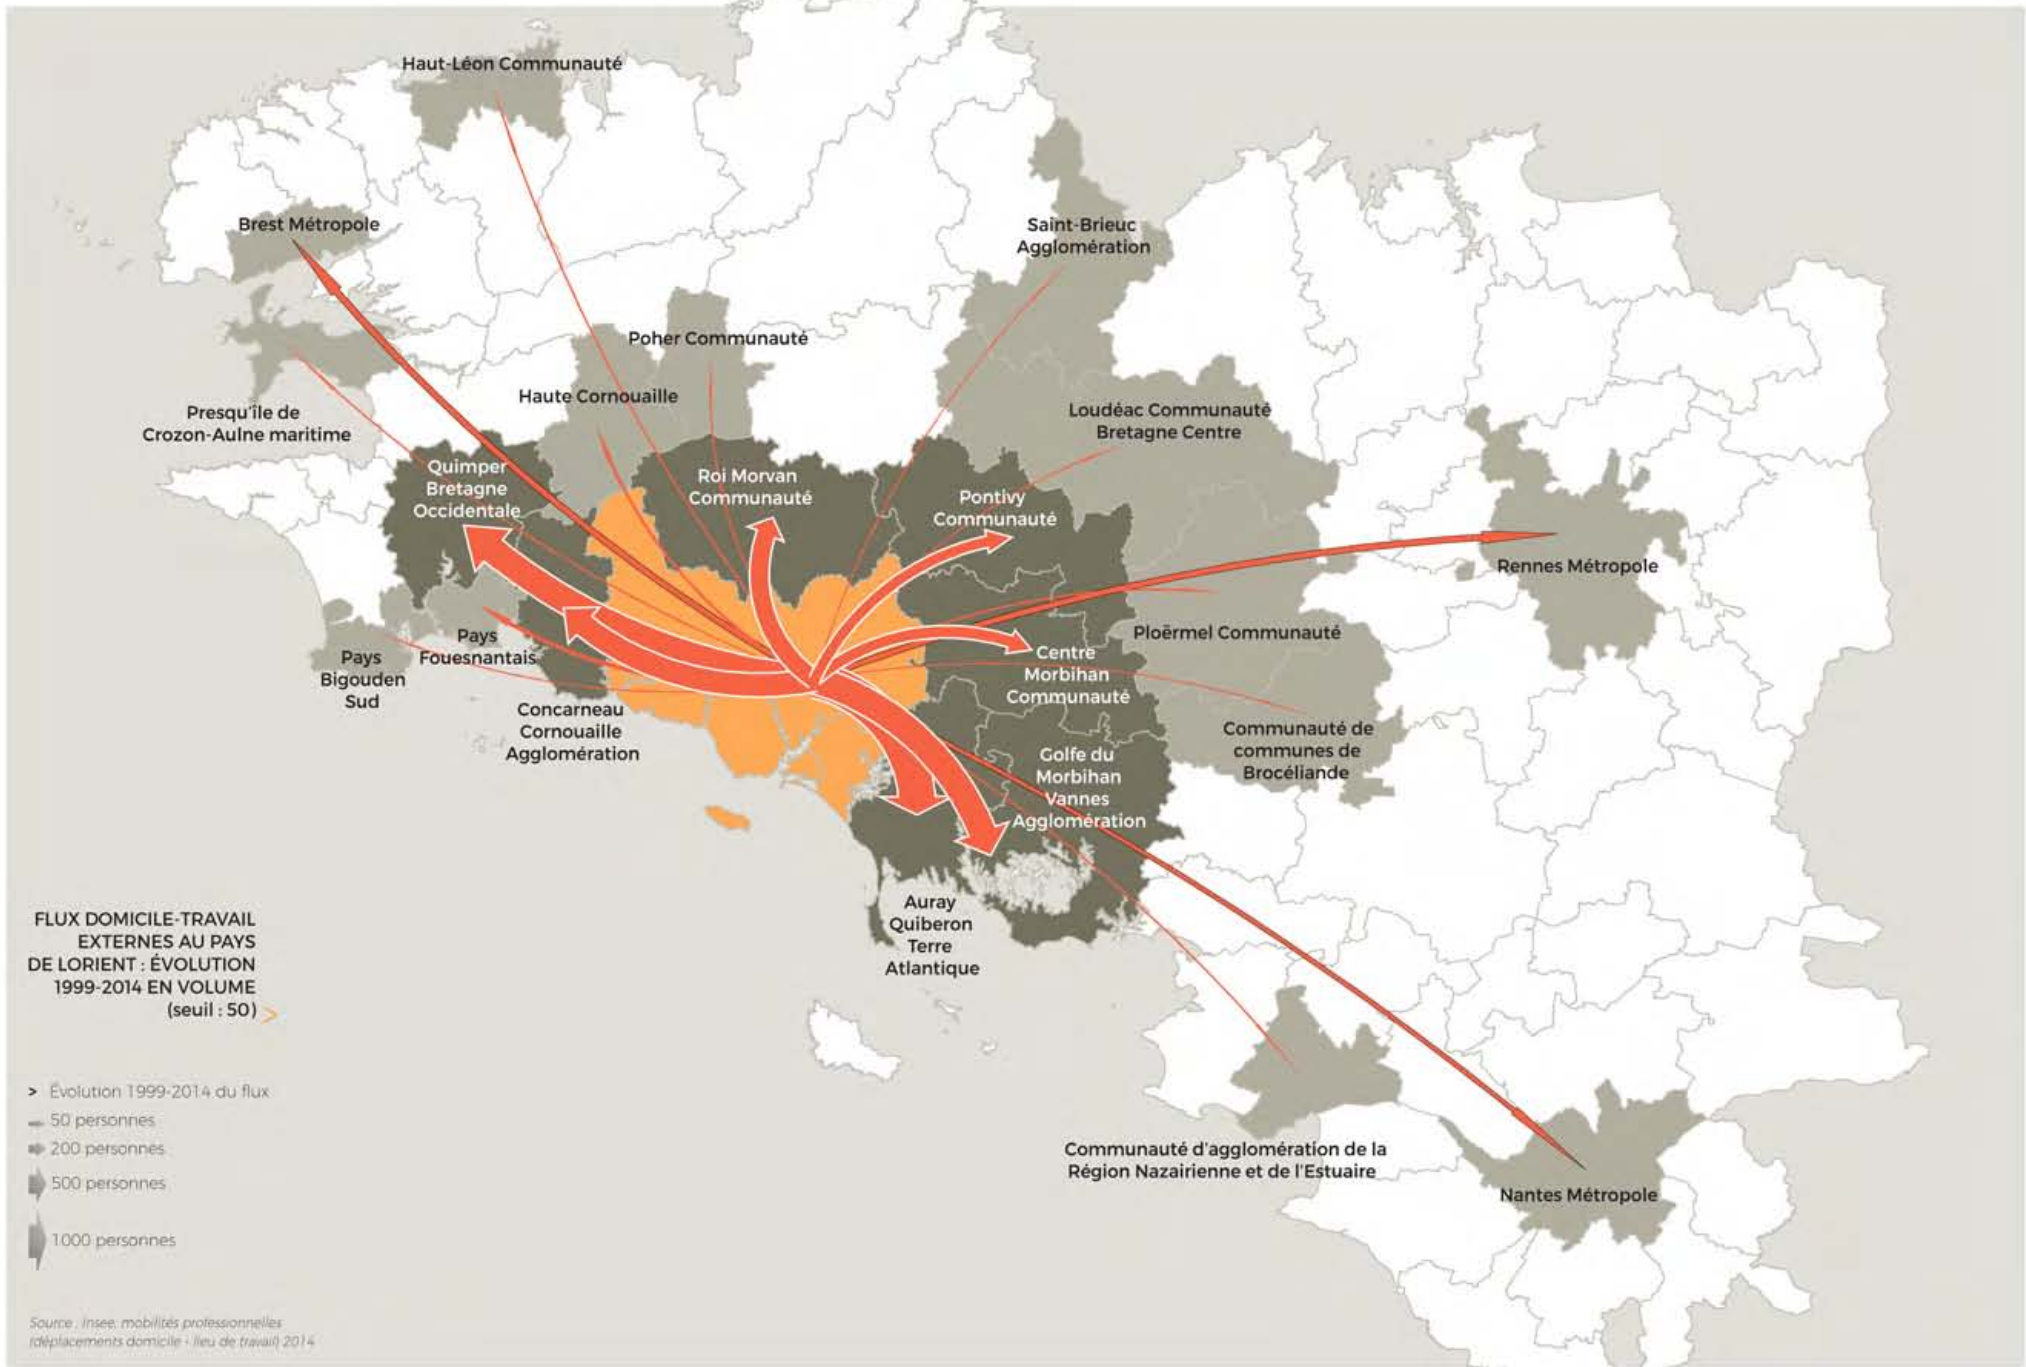 Haut-Léon Communauté
Brest Métropole
Saint-Brieuc
Agglomération
Poher Communauté
Haute Cornouaille
Presqu'île de
Crozon-Aulne maritime
Loudéac Communauté
Bretagne Centre
Quimper
Bretagne
Occidentale
Roi Morvan
Communauté
Pontivy
Communauté
Rennes Métropole
Ploërmel Communauté
Pays
Fouesnantais
Pays
Bigouden
Sud
Centre
Morbihan
Communauté
Concarneau
Cornouaille
Agglomération
Communauté de
communes de
Brocéliande
Golfe du
Morbihan
Vannes
Agglomération
Auray
Quiberon
Terre
Atlantique
Communauté d'agglomération de la
Région Nazairienne et de l'Estuaire
Nantes Métropole
FLUX DOMICILE-TRAVAIL
EXTERNES AU PAYS
DE LORIENT : ÉVOLUTION
1999-2014 EN VOLUME
(seuil : 50) >
> Évolution 1999-2014 du flux
50 personnes
200 personnes
500 personnes
1000 personnes
Source : Insee, mobilités professionnelles
(déplacements domicile - lieu de travail) 2014